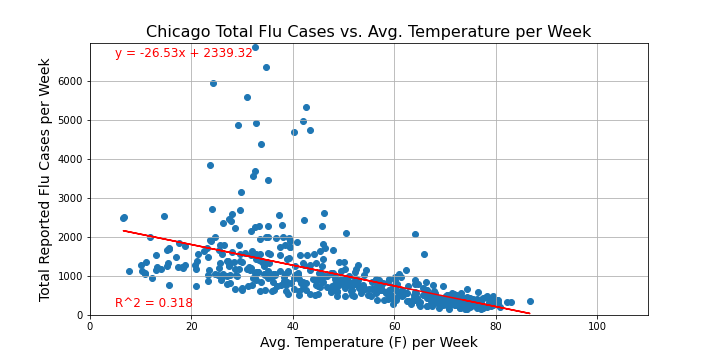 Chicago Total Flu Cases vs. Avg. Temperature per Week
y = -26.53x + 2339.32
Total Reported Flu Cases per Week
6000
5000
4000
3000
2000
1000
0
R^2 = 0.318
0 20 40 60 80 100
Avg. Temperature (F) per Week